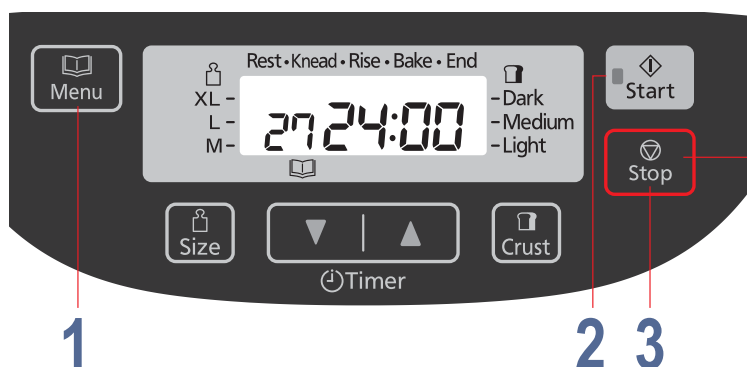 Menu
Rest • Knead • Rise • Bake • End
XL -
L -
M -
27 24:00
- Dark
- Medium
- Light
Start
Stop
Size
Timer
Crust
1
2
3